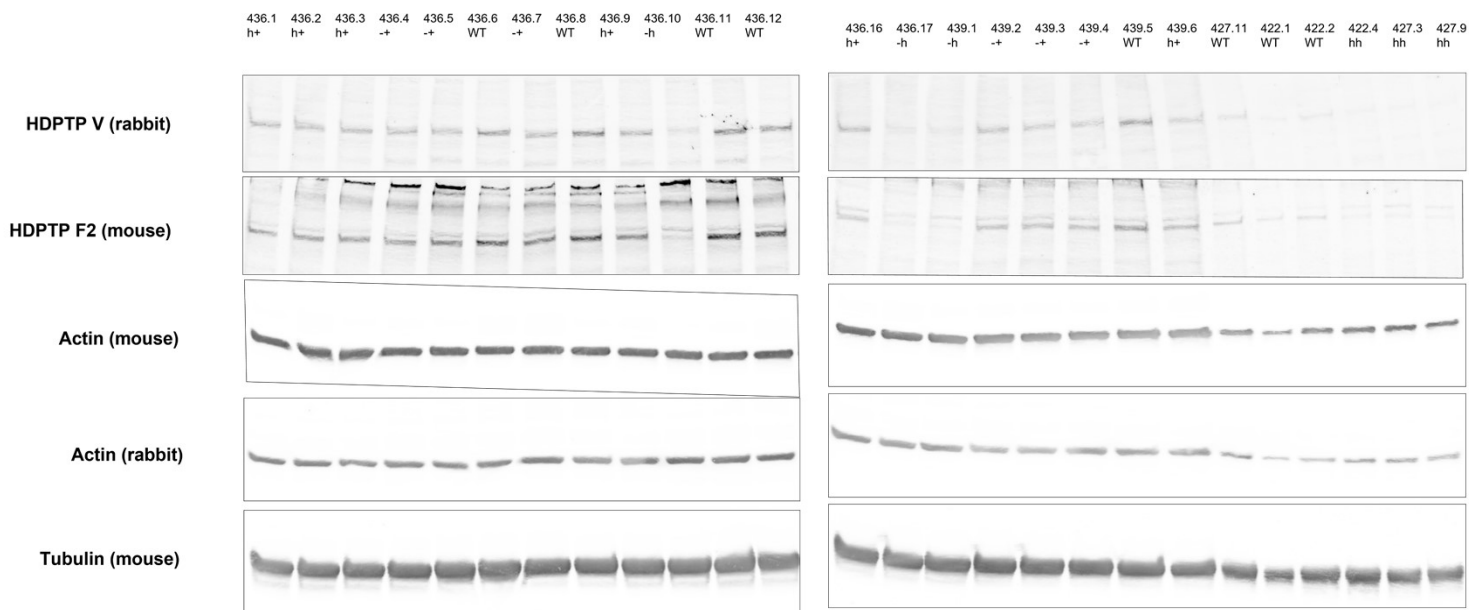 436.1 436.2 436.3 436.4 436.5 436.6 436.7 436.8 436.9 436.10 436.11 436.12
h+ h+ h+ -+ -+ WT -+ WT h+ -h WT WT
436.16 436.17 439.1 439.2 439.3 439.4 439.5 439.6 427.11 422.1 422.2 422.4 427.3 427.9
h+ -h -h -+ -+ -+ WT h+ WT WT WT hh hh hh
HDPTP V (rabbit)
HDPTP F2 (mouse)
Actin (mouse)
Actin (rabbit)
Tubulin (mouse)